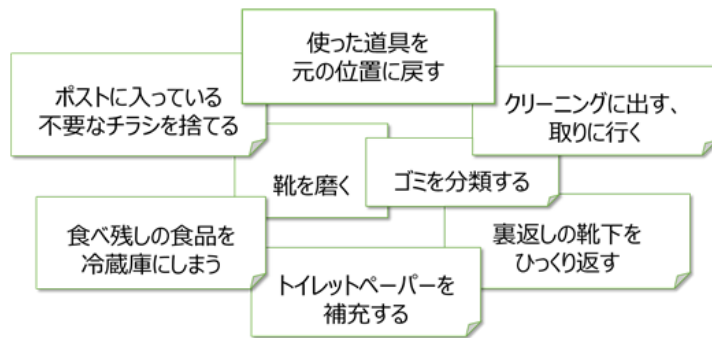 使った道具を
元の位置に戻す
ポストに入っている
不要なチラシを捨てる
クリーニングに出す、
取りに行く
靴を磨く
ゴミを分類する
食べ残しの食品を
冷蔵庫にしまう
裏返しの靴下を
ひっくり返す
トイレットペーパーを
補充する